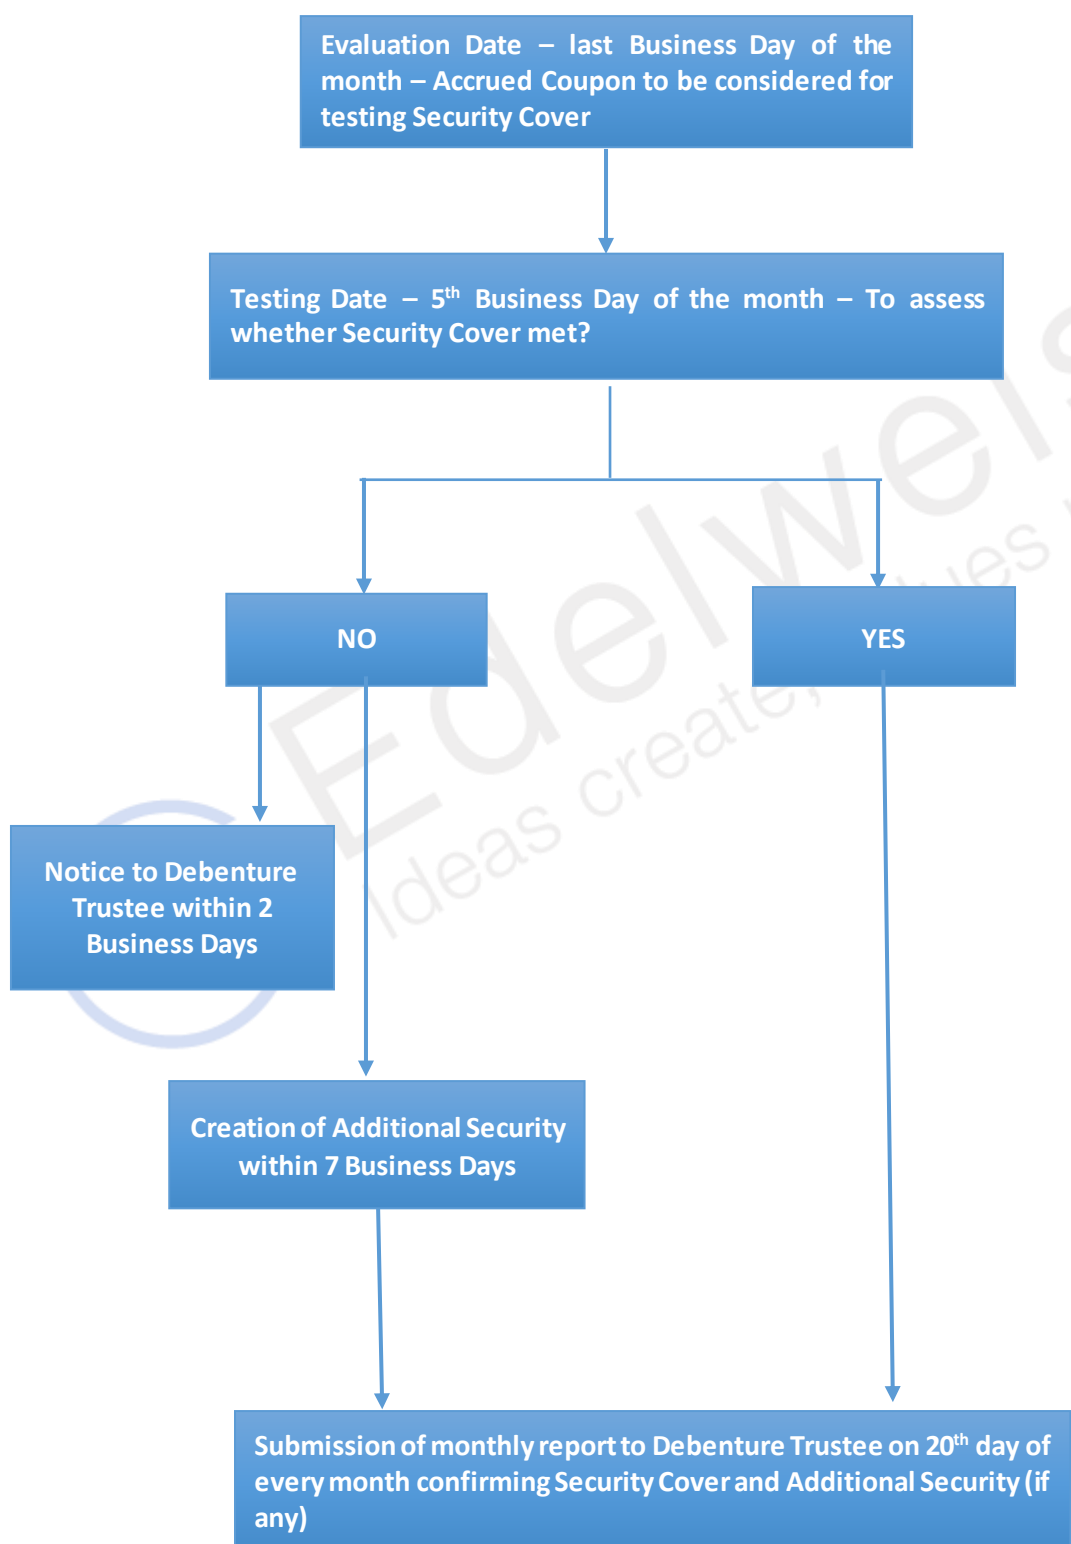 Evaluation Date – last Business Day of the
month – Accrued Coupon to be considered for
testing Security Cover
Testing Date – 5th Business Day of the month – To assess
whether Security Cover met?
NO
YES
Notice to Debenture
Trustee within 2
Business Days
Creation of Additional Security
within 7 Business Days
Submission of monthly report to Debenture Trustee on 20th day of
every month confirming Security Cover and Additional Security (if
any)
Edelweis
Ideas create,